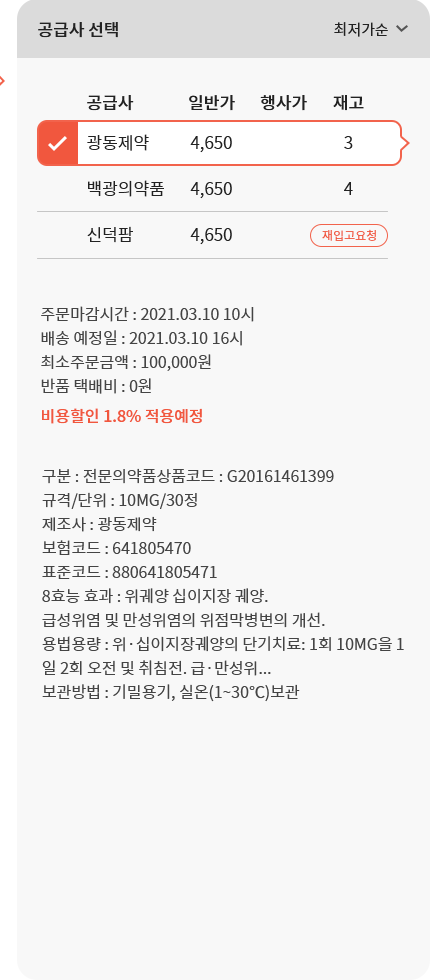 공급사 선택 최저가순
공급사 일반가 행사가 재고
광동제약 4,650 3
백광의약품 4,650 4
신덕팜 4,650 재입고요청
주문마감시간 : 2021.03.10 10시
배송 예정일 : 2021.03.10 16시
최소주문금액 : 100,000원
반품 택배비 : 0원
비용할인 1.8% 적용예정
구분 : 전문의약품상품코드 : G20161461399
규격/단위 : 10MG/30정
제조사 : 광동제약
보험코드 : 641805470
표준코드 : 880641805471
8효능 효과 : 위궤양 십이지장 궤양.
급성위염 및 만성위염의 위점막병변의 개선.
용법용량 : 위·십이지장궤양의 단기치료: 1회 10MG을 1
일 2회 오전 및 취침전. 급·만성위...
보관방법 : 기밀용기, 실온(1~30℃)보관